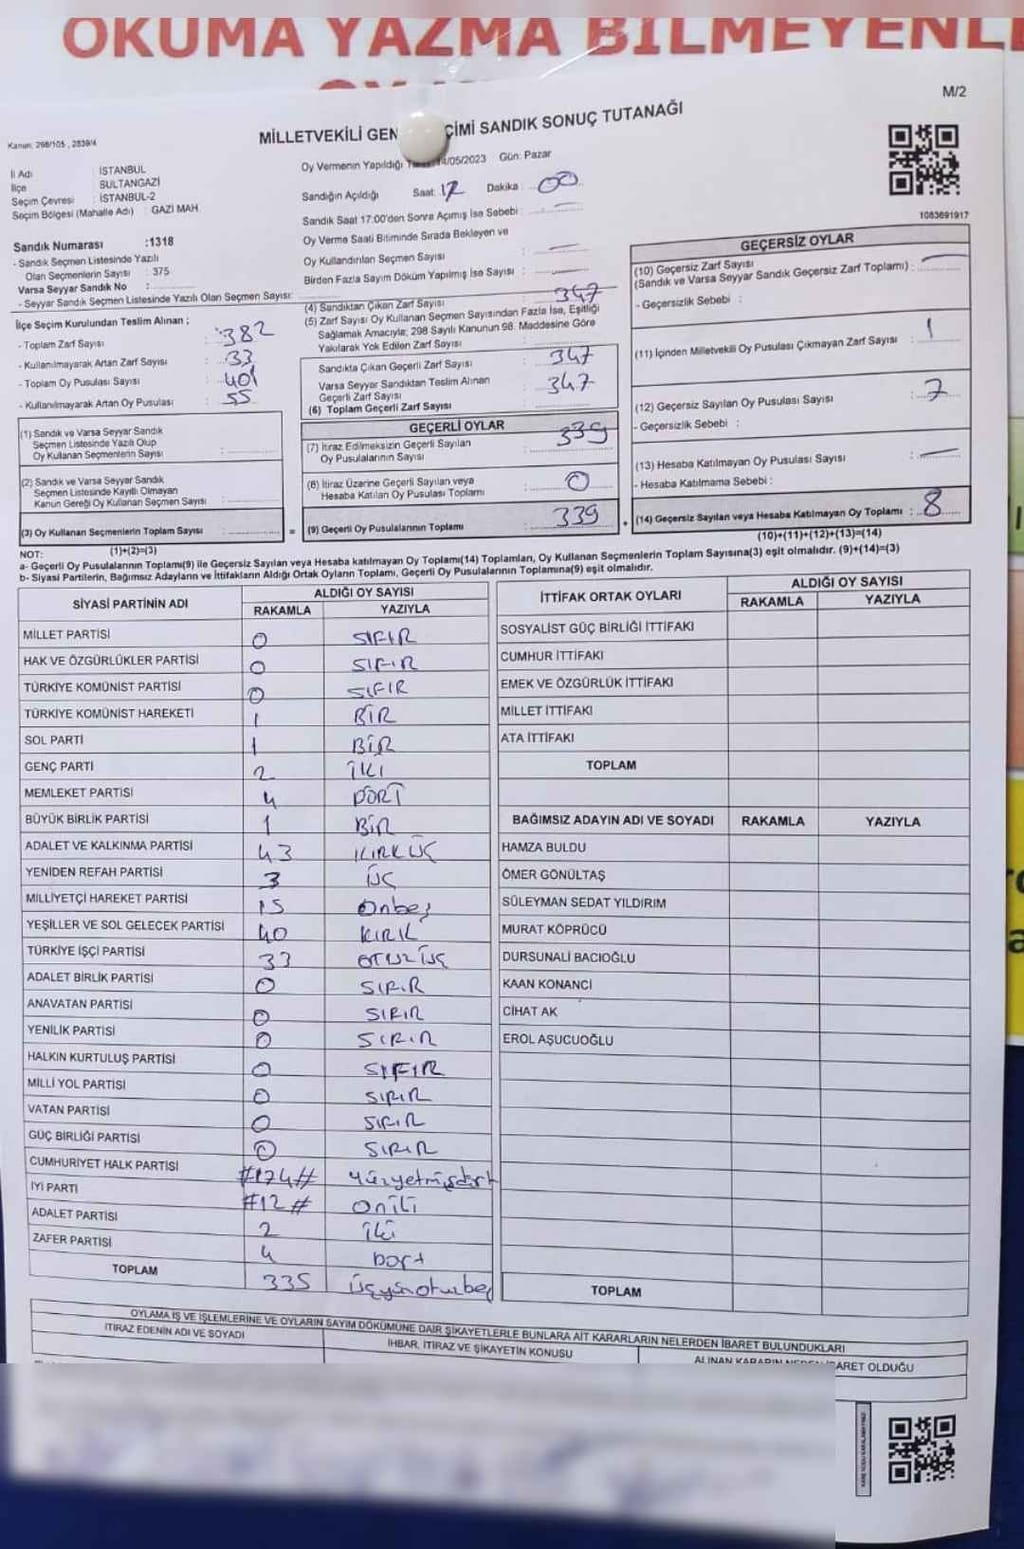 OKUMA YAZMA BİLMEYENL
M/2
MİLLETVEKİLİ GEN ÇİMİ SANDIK SONUÇ TUTANAĞI
Kanun: 298/105 , 2839/4
Oy Vermenin Yapıldığı 14/05/2023 Gün: Pazar
İl Adı : İSTANBUL
İlçe : SULTANGAZİ
Seçim Çevresi : İSTANBUL-2
Seçim Bölgesi (Mahalle Adı) : GAZİ MAH.
Sandığın Açıldığı Saat: 17 Dakika : 00
Sandık Saat 17:00'den Sonra Açımış İse Sebebi :
1083691917
Sandık Numarası :1318
- Sandık Seçmen Listesinde Yazılı
Olan Seçmenlerin Sayısı : 375
Varsa Seyyar Sandık No :
- Seyyar Sandık Seçmen Listesinde Yazılı Olan Seçmen Sayısı:
Oy Verme Saati Bitiminde Sırada Bekleyen ve
Oy Kullandırılan Seçmen Sayısı : —
Birden Fazla Sayım Döküm Yapılmış İse Sayısı : —
İlçe Seçim Kurulundan Teslim Alınan ;
- Toplam Zarf Sayısı : 382
- Kullanılmayarak Artan Zarf Sayısı : 33
- Toplam Oy Pusulası Sayısı : 401
- Kullanılmayarak Artan Oy Pusulası : 55
(4) Sandıktan Çıkan Zarf Sayısı : 347
(5) Zarf Sayısı Oy Kullanan Seçmen Sayısından Fazla İse, Eşitliği
Sağlamak Amacıyla; 298 Sayılı Kanunun 98. Maddesine Göre
Yakılarak Yok Edilen Zarf Sayısı :
Sandıkta Çıkan Geçerli Zarf Sayısı : 347
Varsa Seyyar Sandıktan Teslim Alınan
Geçerli Zarf Sayısı : 347
(6) Toplam Geçerli Zarf Sayısı :
GEÇERSİZ OYLAR
(10) Geçersiz Zarf Sayısı
(Sandık ve Varsa Seyyar Sandık Geçersiz Zarf Toplamı) : —
- Geçersizlik Sebebi :
(11) İçinden Milletvekili Oy Pusulası Çıkmayan Zarf Sayısı : 1
(12) Geçersiz Sayılan Oy Pusulası Sayısı : 7
- Geçersizlik Sebebi :
(13) Hesaba Katılmayan Oy Pusulası Sayısı : —
- Hesaba Katılmama Sebebi :
(14) Geçersiz Sayılan veya Hesaba Katılmayan Oy Toplamı : 8
(10)+(11)+(12)+(13)=(14)
(1) Sandık ve Varsa Seyyar Sandık
Seçmen Listesinde Yazılı Olup
Oy Kullanan Seçmenlerin Sayısı :
(2) Sandık ve Varsa Seyyar Sandık
Seçmen Listesinde Kayıtlı Olmayan
Kanun Gereği Oy Kullanan Seçmen Sayısı :
(3) Oy Kullanan Seçmenlerin Toplam Sayısı :
(1)+(2)=(3)
GEÇERLİ OYLAR
(7) İtiraz Edilmeksizin Geçerli Sayılan
Oy Pusulalarının Sayısı : 339
(8) İtiraz Üzerine Geçerli Sayılan veya
Hesaba Katılan Oy Pusulası Toplamı : 0
= (9) Geçerli Oy Pusulalarının Toplamı : 339 +
NOT:
a- Geçerli Oy Pusulalarının Toplamı(9) ile Geçersiz Sayılan veya Hesaba katılmayan Oy Toplamı(14) Toplamları, Oy Kullanan Seçmenlerin Toplam Sayısına(3) eşit olmalıdır. (9)+(14)=(3)
b- Siyasi Partilerin, Bağımsız Adayların ve İttifakların Aldığı Ortak Oyların Toplamı, Geçerli Oy Pusulalarının Toplamına(9) eşit olmalıdır.
SİYASİ PARTİNİN ADI ALDIĞI OY SAYISI
RAKAMLA YAZIYLA
MİLLET PARTİSİ 0 SIFIR
HAK VE ÖZGÜRLÜKLER PARTİSİ 0 SIFIR
TÜRKİYE KOMÜNİST PARTİSİ 0 SIFIR
TÜRKİYE KOMÜNİST HAREKETİ 1 BİR
SOL PARTİ 1 BİR
GENÇ PARTİ 2 İKİ
MEMLEKET PARTİSİ 4 DÖRT
BÜYÜK BİRLİK PARTİSİ 1 BİR
ADALET VE KALKINMA PARTİSİ 43 KIRK ÜÇ
YENİDEN REFAH PARTİSİ 3 ÜÇ
MİLLİYETÇİ HAREKET PARTİSİ 15 Onbeş
YEŞİLLER VE SOL GELECEK PARTİSİ 40 KIRK
TÜRKİYE İŞÇİ PARTİSİ 33 OTUZ ÜÇ
ADALET BİRLİK PARTİSİ 0 SIFIR
ANAVATAN PARTİSİ 0 SIFIR
YENİLİK PARTİSİ 0 SIFIR
HALKIN KURTULUŞ PARTİSİ 0 SIFIR
MİLLİ YOL PARTİSİ 0 SIFIR
VATAN PARTİSİ 0 SIFIR
GÜÇ BİRLİĞİ PARTİSİ 0 SIFIR
CUMHURİYET HALK PARTİSİ #174# Yüzyetmişdört
İYİ PARTİ #12# oniki
ADALET PARTİSİ 2 iki
ZAFER PARTİSİ 4 Dört
TOPLAM 335 üçyüzotuzbeş
İTTİFAK ORTAK OYLARI ALDIĞI OY SAYISI
RAKAMLA YAZIYLA
SOSYALİST GÜÇ BİRLİĞİ İTTİFAKI
CUMHUR İTTİFAKI
EMEK VE ÖZGÜRLÜK İTTİFAKI
MİLLET İTTİFAKI
ATA İTTİFAKI
TOPLAM
BAĞIMSIZ ADAYIN ADI VE SOYADI RAKAMLA YAZIYLA
HAMZA BULDU
ÖMER GÖNÜLTAŞ
SÜLEYMAN SEDAT YILDIRIM
MURAT KÖPRÜCÜ
DURSUNALİ BACIOĞLU
KAAN KONANCI
CİHAT AK
EROL AŞUCUOĞLU
TOPLAM
OYLAMA İŞ VE İŞLEMLERİNE VE OYLARIN SAYIM DÖKÜMÜNE DAİR ŞİKAYETLERLE BUNLARA AİT KARARLARIN NELERDEN İBARET BULUNDUKLARI
İTİRAZ EDENİN ADI VE SOYADI İHBAR, İTİRAZ VE ŞİKAYETİN KONUSU ALINAN KARARIN NEDEN İBARET OLDUĞU